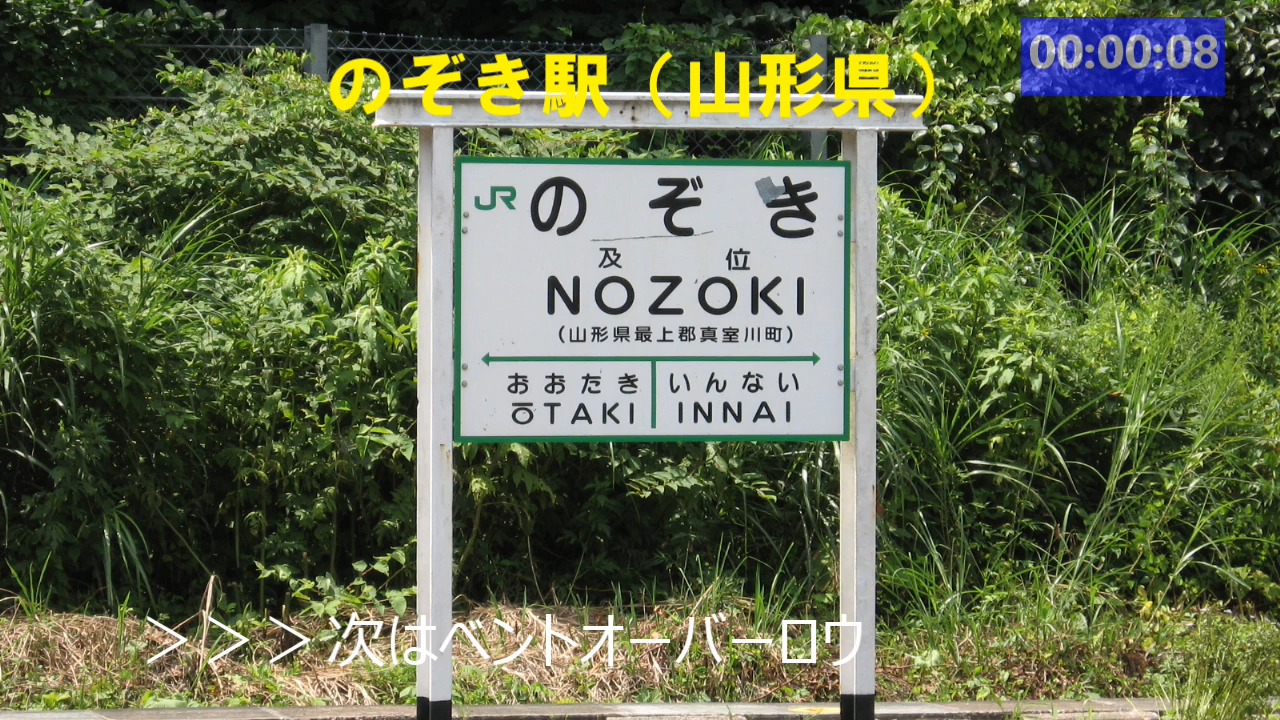 のぞき駅（山形県）
00:00:08
JR のぞき
及位
NOZOKI
(山形県最上郡真室川町)
おおたき いんない
ŌTAKI INNAI
＞＞＞次はベントオーバーロウ